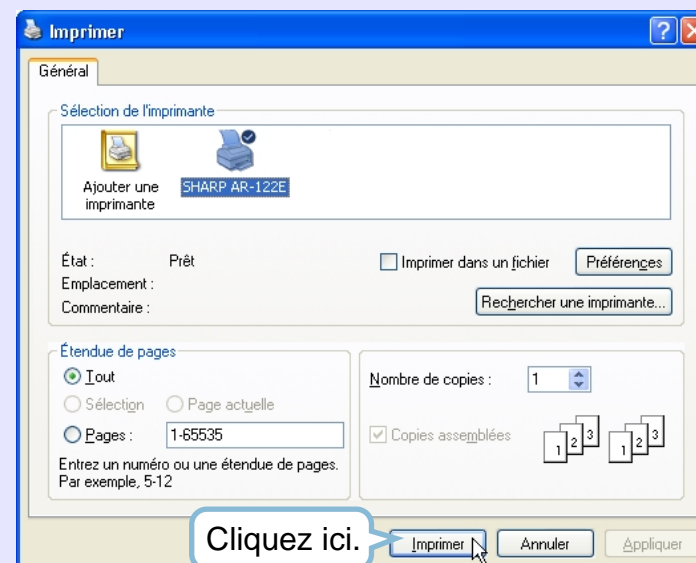 Imprimer
Général
Sélection de l'imprimante
Ajouter une
imprimante
SHARP AR-122E
État : Prêt
Imprimer dans un fichier
Préférences
Emplacement :
Commentaire :
Rechercher une imprimante...
Étendue de pages
Tout
Sélection Page actuelle
Pages : 1-65535
Entrez un numéro ou une étendue de pages.
Par exemple, 5-12
Nombre de copies : 1
Copies assemblées
1 2 3 1 2 3
Cliquez ici.
Imprimer Annuler Appliquer